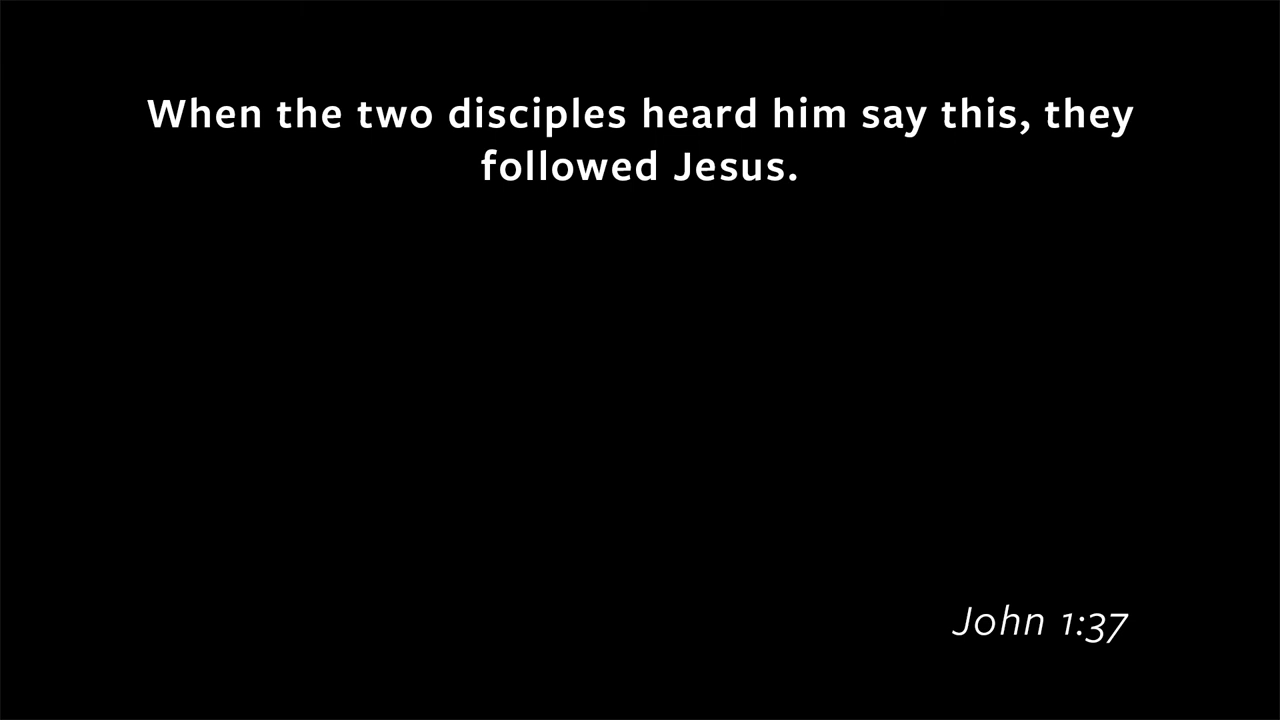 When the two disciples heard him say this, they
followed Jesus.
John 1:37